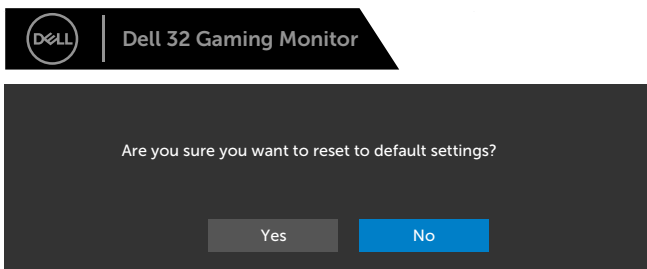 DELL
Dell 32 Gaming Monitor
Are you sure you want to reset to default settings?
Yes
No